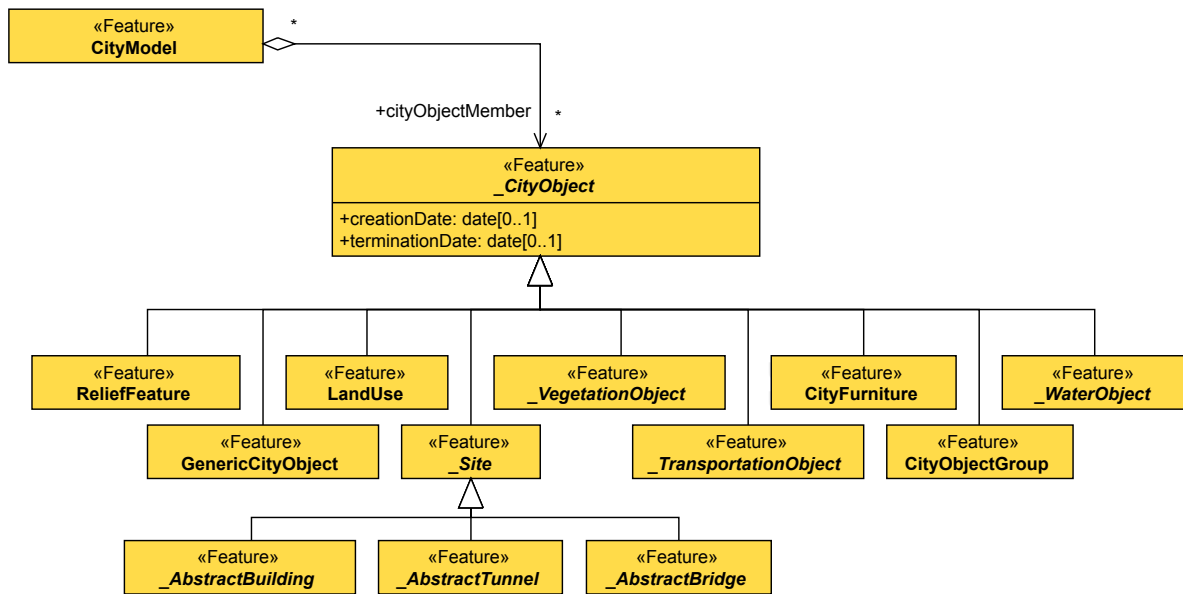 «Feature»
CityModel
*
+cityObjectMember
*
«Feature»
_CityObject
+creationDate: date[0..1]
+terminationDate: date[0..1]
«Feature»
ReliefFeature
«Feature»
LandUse
«Feature»
_VegetationObject
«Feature»
CityFurniture
«Feature»
_WaterObject
«Feature»
GenericCityObject
«Feature»
_Site
«Feature»
_TransportationObject
«Feature»
CityObjectGroup
«Feature»
_AbstractBuilding
«Feature»
_AbstractTunnel
«Feature»
_AbstractBridge